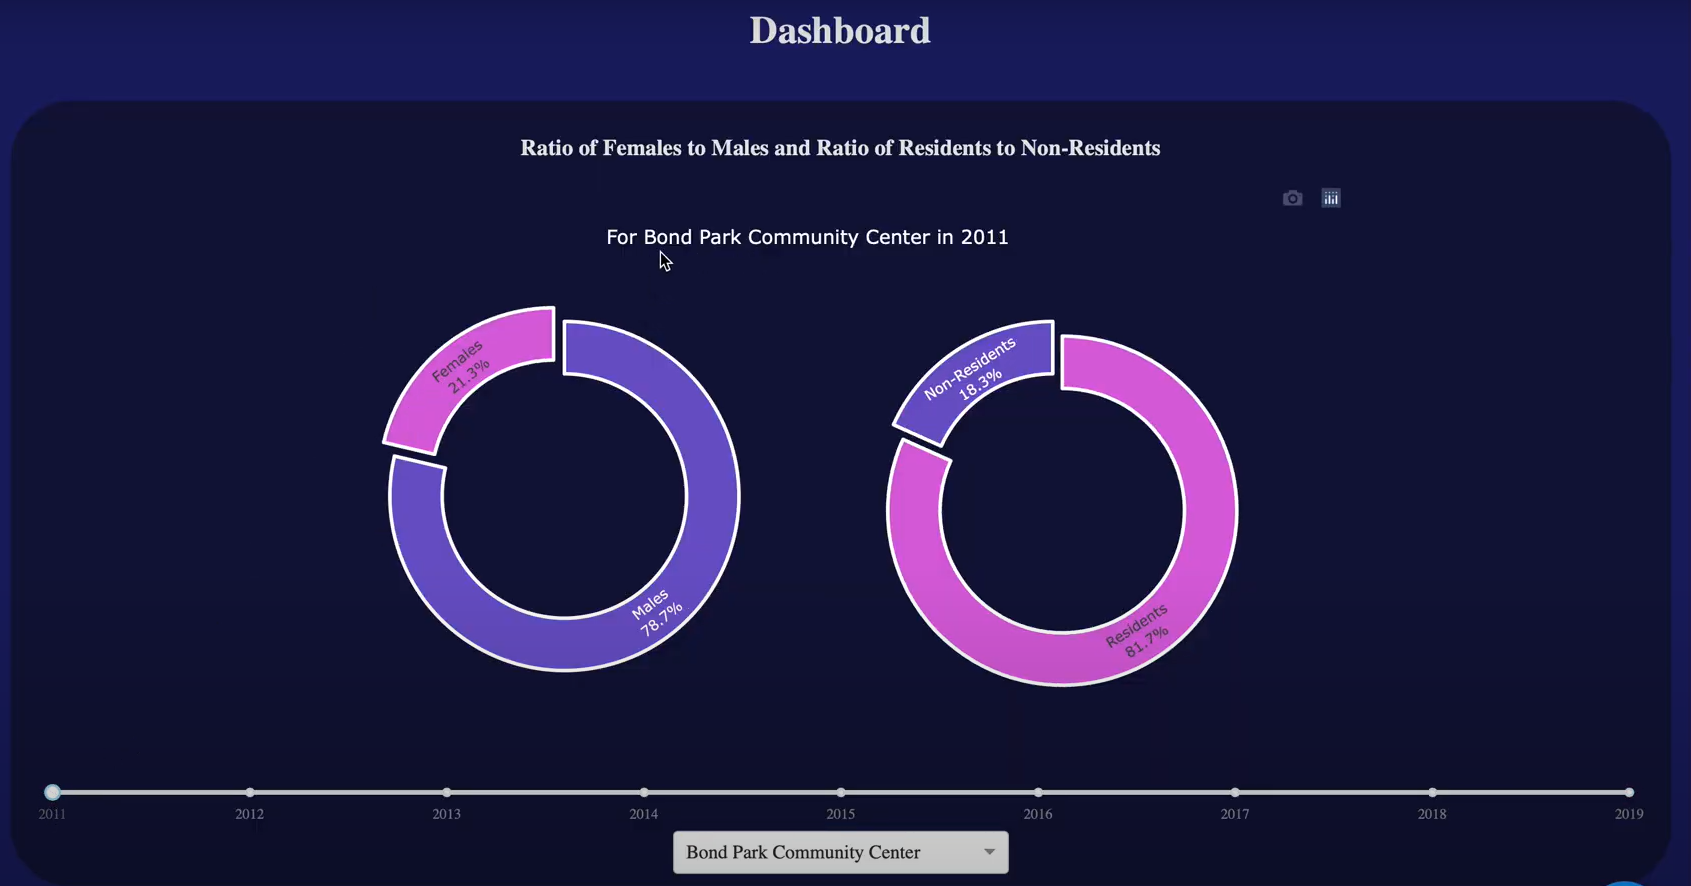 Dashboard
Ratio of Females to Males and Ratio of Residents to Non-Residents
For Bond Park Community Center in 2011
Females
21.3%
Males
78.7%
Non-Residents
18.3%
Residents
81.7%
2011 2012 2013 2014 2015 2016 2017 2018 2019
Bond Park Community Center